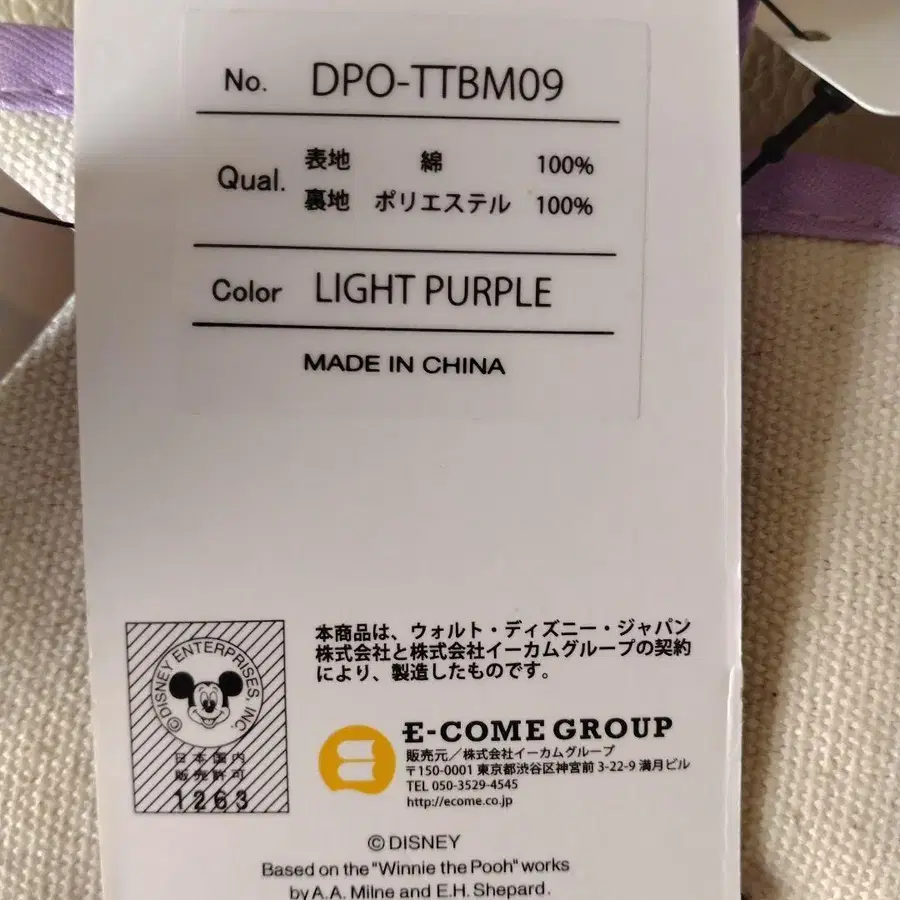 No. DPO-TTBM09
Qual. 表地 綿 100%
裏地 ポリエステル 100%
Color LIGHT PURPLE
MADE IN CHINA
本商品は、ウォルト・ディズニー・ジャパン
株式会社と株式会社イーカムグループの契約
により、製造したものです。
©DISNEY ENTERPRISES, INC.
日本国内
販売許可
1263
E-COME GROUP
販売元／株式会社イーカムグループ
〒150-0001 東京都渋谷区神宮前 3-22-9 満月ビル
TEL 050-3529-4545
http://ecome.co.jp
© DISNEY
Based on the "Winnie the Pooh" works
by A.A. Milne and E.H. Shepard.